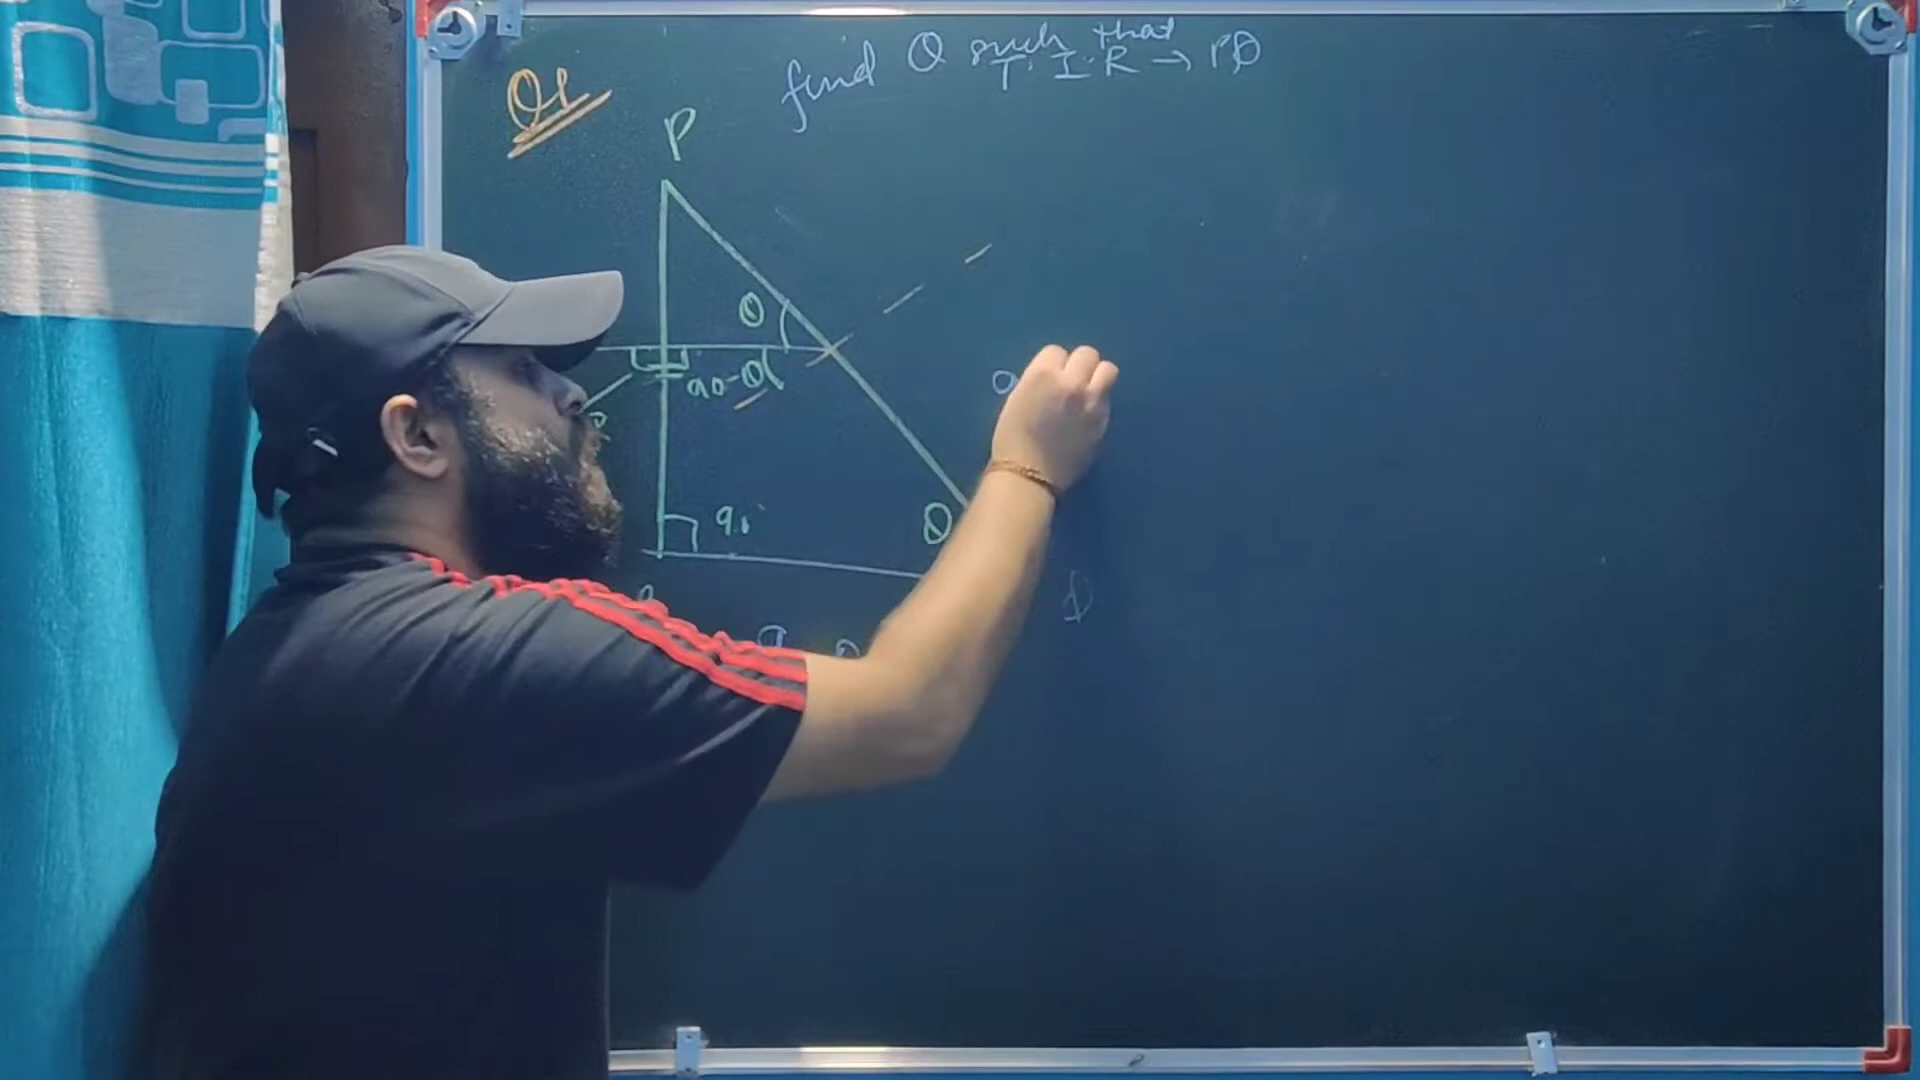 Q1
find θ such that
T.I.R → PQ
P
θ
90-θ
90°
θ